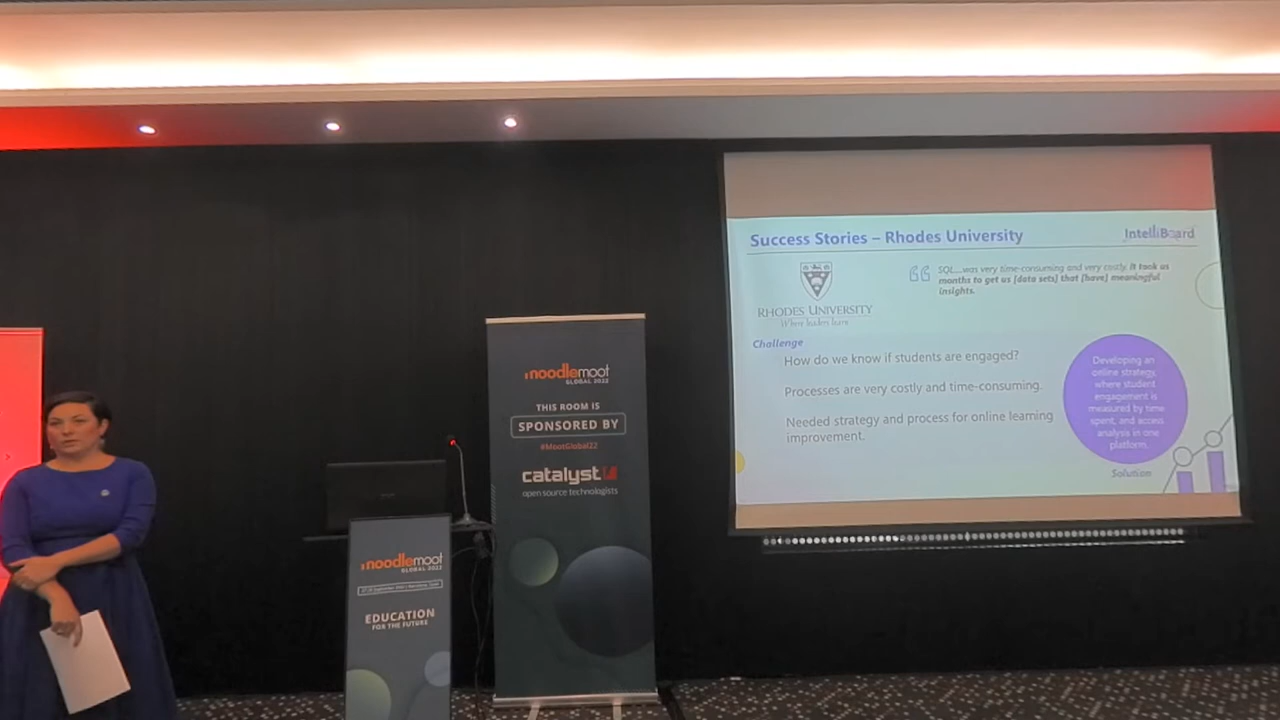 Success Stories – Rhodes University
IntelliBoard
RHODES UNIVERSITY
Where leaders learn
SQL...was very time-consuming and very costly. It took us
months to get us [data sets] that [have] meaningful
insights.
Challenge
How do we know if students are engaged?
Processes are very costly and time-consuming.
Needed strategy and process for online learning
improvement.
Developing an
online strategy,
where student
engagement is
measured by time
spent, and access
analysis in one
platform.
Solution
moodlemoot
GLOBAL 2022
THIS ROOM IS
SPONSORED BY
#MootGlobal22
catalyst
open source technologists
moodlemoot
GLOBAL 2022
EDUCATION
FOR THE FUTURE